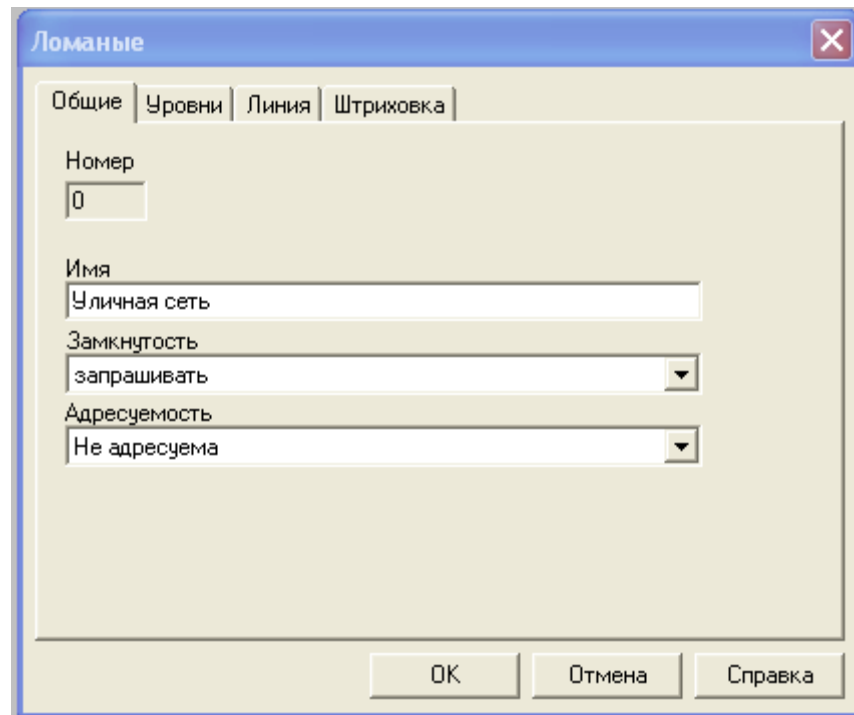 Ломаные
Общие Уровни Линия Штриховка
Номер
0
Имя
Уличная сеть
Замкнутость
запрашивать
Адресуемость
Не адресуема
OK Отмена Справка